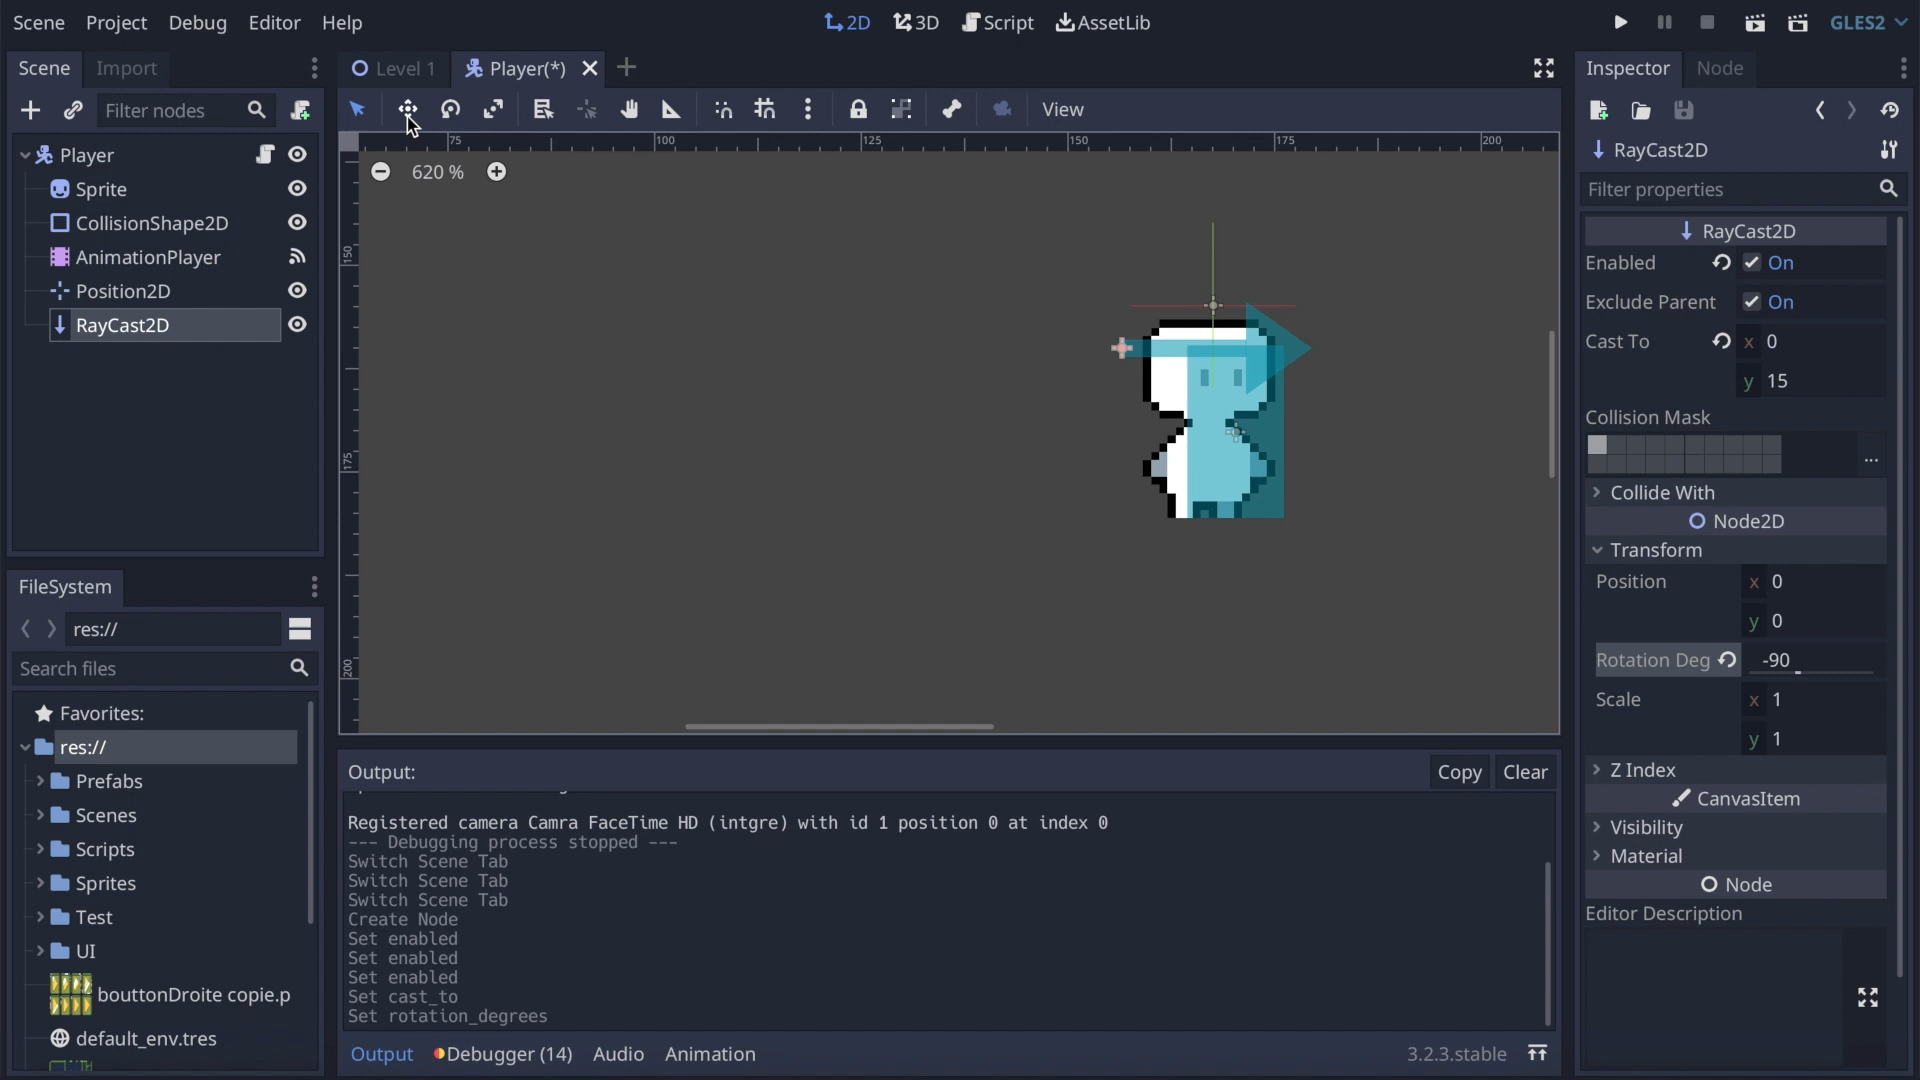 Scene Project Debug Editor Help
2D 3D Script AssetLib
GLES2
Scene Import
Level 1 Player(*)
Inspector Node
Filter nodes
View
75 100 125 150 175 200
Player
Sprite
CollisionShape2D
AnimationPlayer
Position2D
RayCast2D
620 %
150
175
200
RayCast2D
Filter properties
RayCast2D
Enabled On
Exclude Parent On
Cast To x 0
y 15
Collision Mask
...
Collide With
Node2D
Transform
Position x 0
y 0
Rotation Deg -90
Scale x 1
y 1
Z Index
CanvasItem
Visibility
Material
Node
Editor Description
FileSystem
res://
Search files
Favorites:
res://
Prefabs
Scenes
Scripts
Sprites
Test
UI
bouttonDroite copie.p
default_env.tres
Output: Copy Clear
Registered camera Camra FaceTime HD (intgre) with id 1 position 0 at index 0
--- Debugging process stopped ---
Switch Scene Tab
Switch Scene Tab
Switch Scene Tab
Create Node
Set enabled
Set enabled
Set enabled
Set cast_to
Set rotation_degrees
Output Debugger (14) Audio Animation 3.2.3.stable